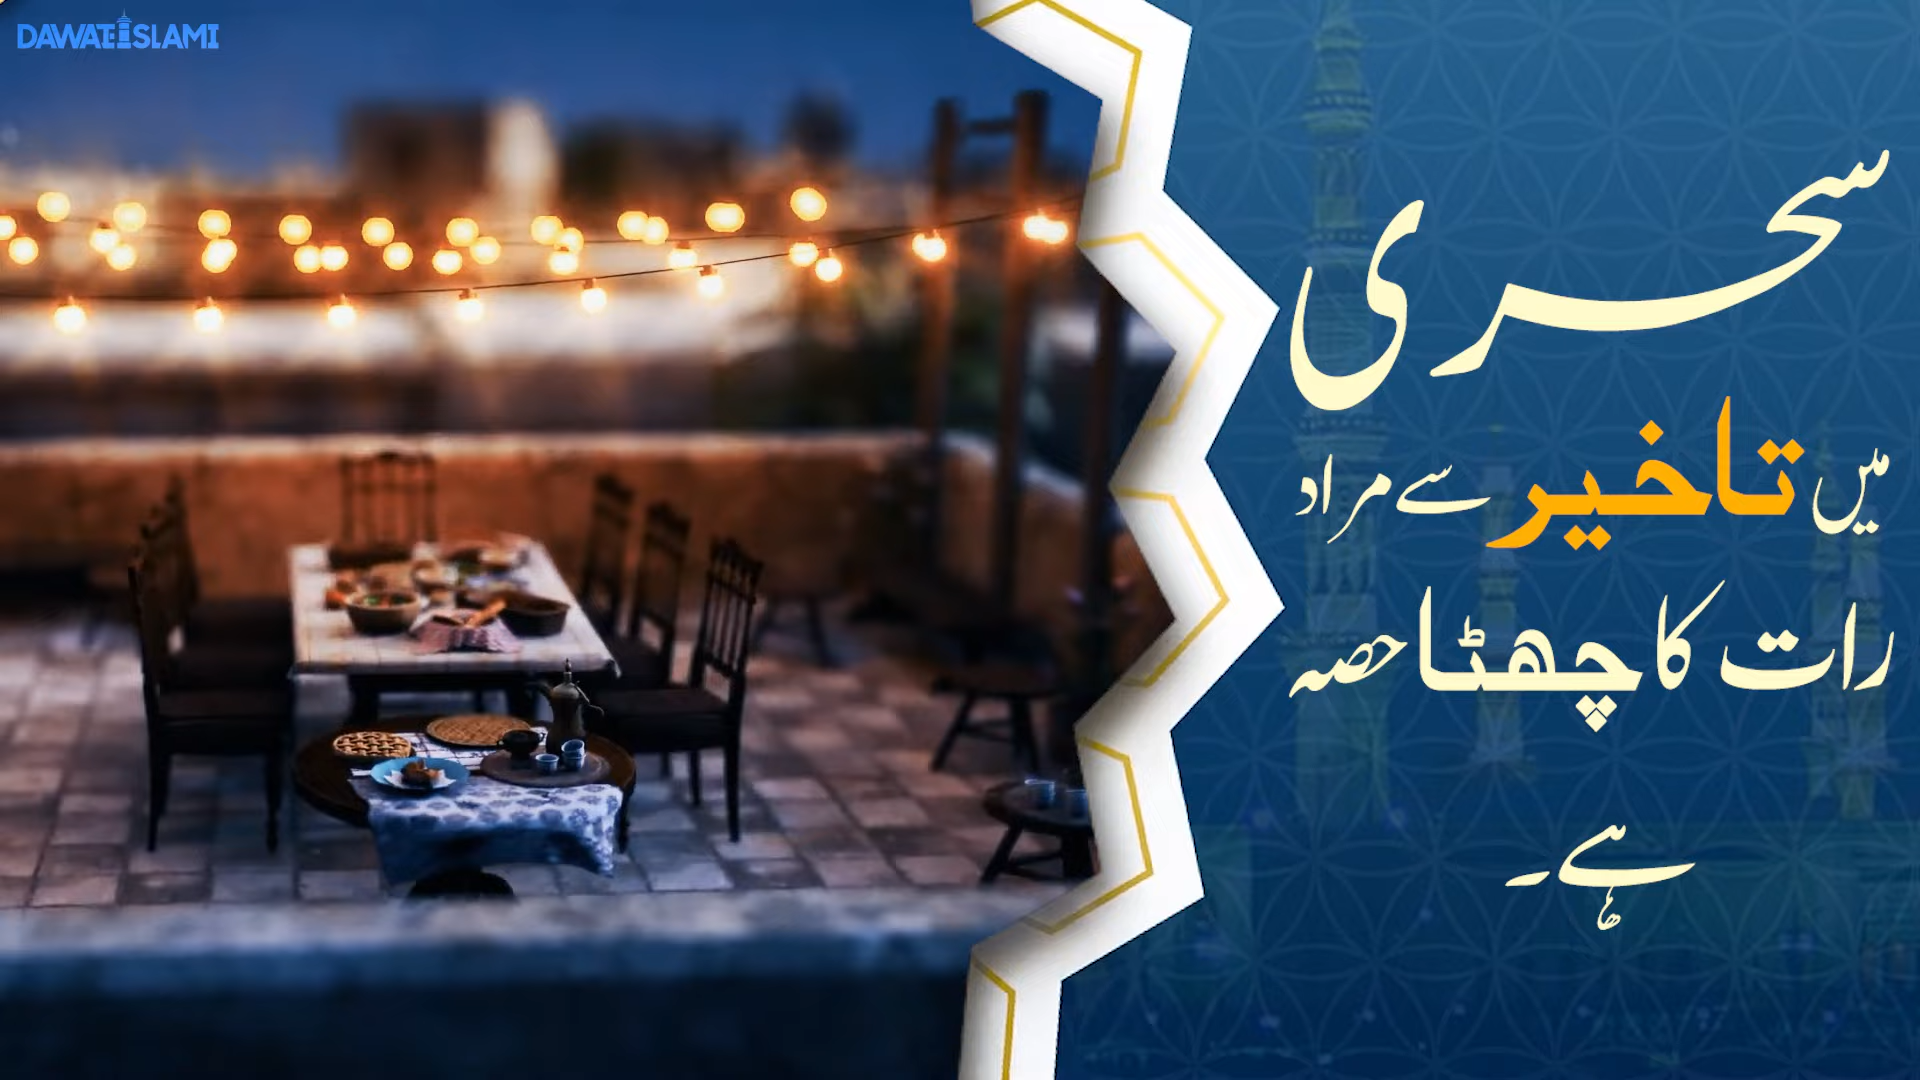 DAWATEISLAMI
سحری
میں تاخیر سے مراد
رات کا چھٹا حصہ
ہے۔